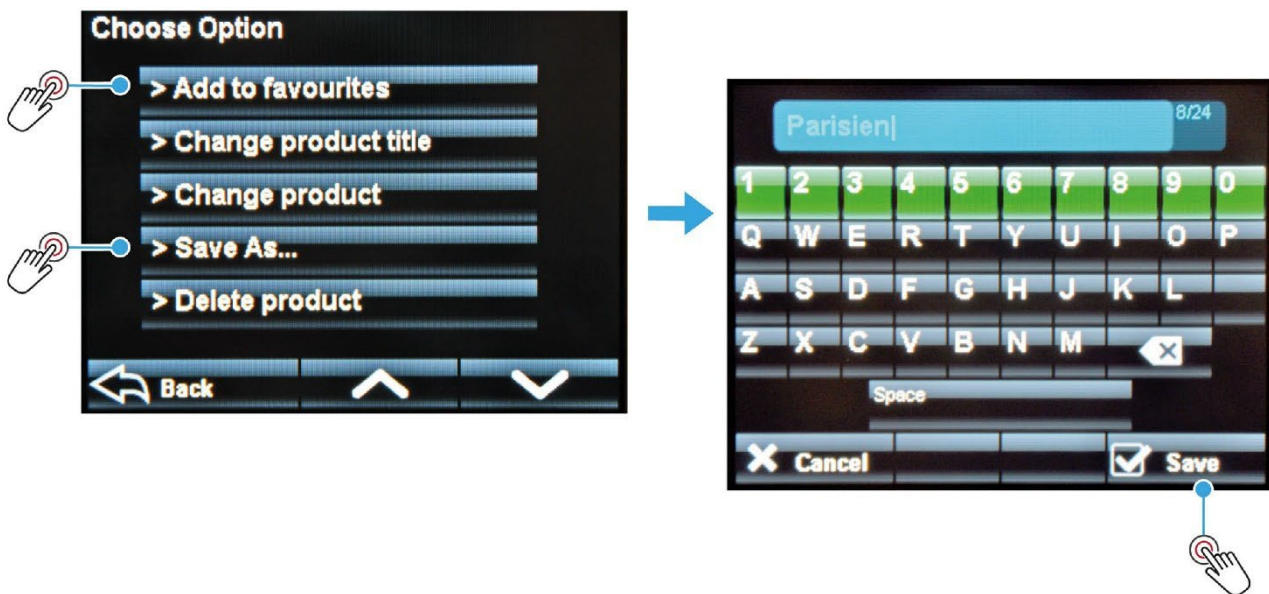 Choose Option
> Add to favourites
> Change product title
> Change product
> Save As...
> Delete product
Back
Parisien|
8/24
1 2 3 4 5 6 7 8 9 0
Q W E R T Y U I O P
A S D F G H J K L
Z X C V B N M
Space
Cancel
Save